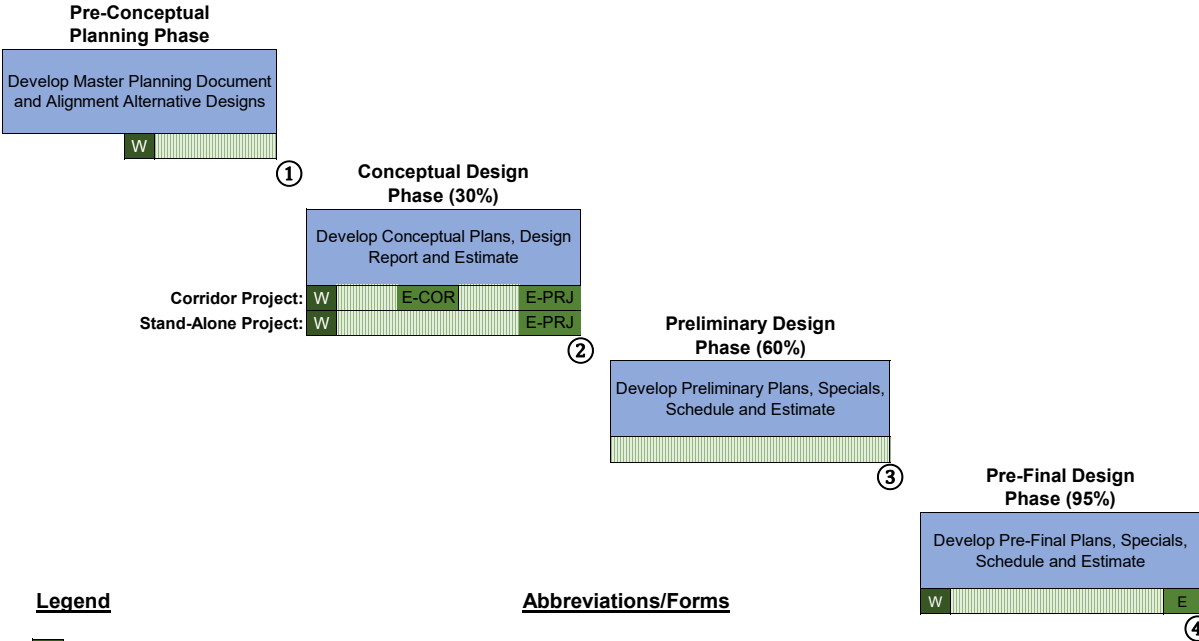 Pre-Conceptual
Planning Phase
Develop Master Planning Document
and Alignment Alternative Designs
W
①
Conceptual Design
Phase (30%)
Develop Conceptual Plans, Design
Report and Estimate
Corridor Project: W E-COR E-PRJ
Stand-Alone Project: W E-PRJ
②
Preliminary Design
Phase (60%)
Develop Preliminary Plans, Specials,
Schedule and Estimate
③
Pre-Final Design
Phase (95%)
Develop Pre-Final Plans, Specials,
Schedule and Estimate
W E
④
Legend
Abbreviations/Forms